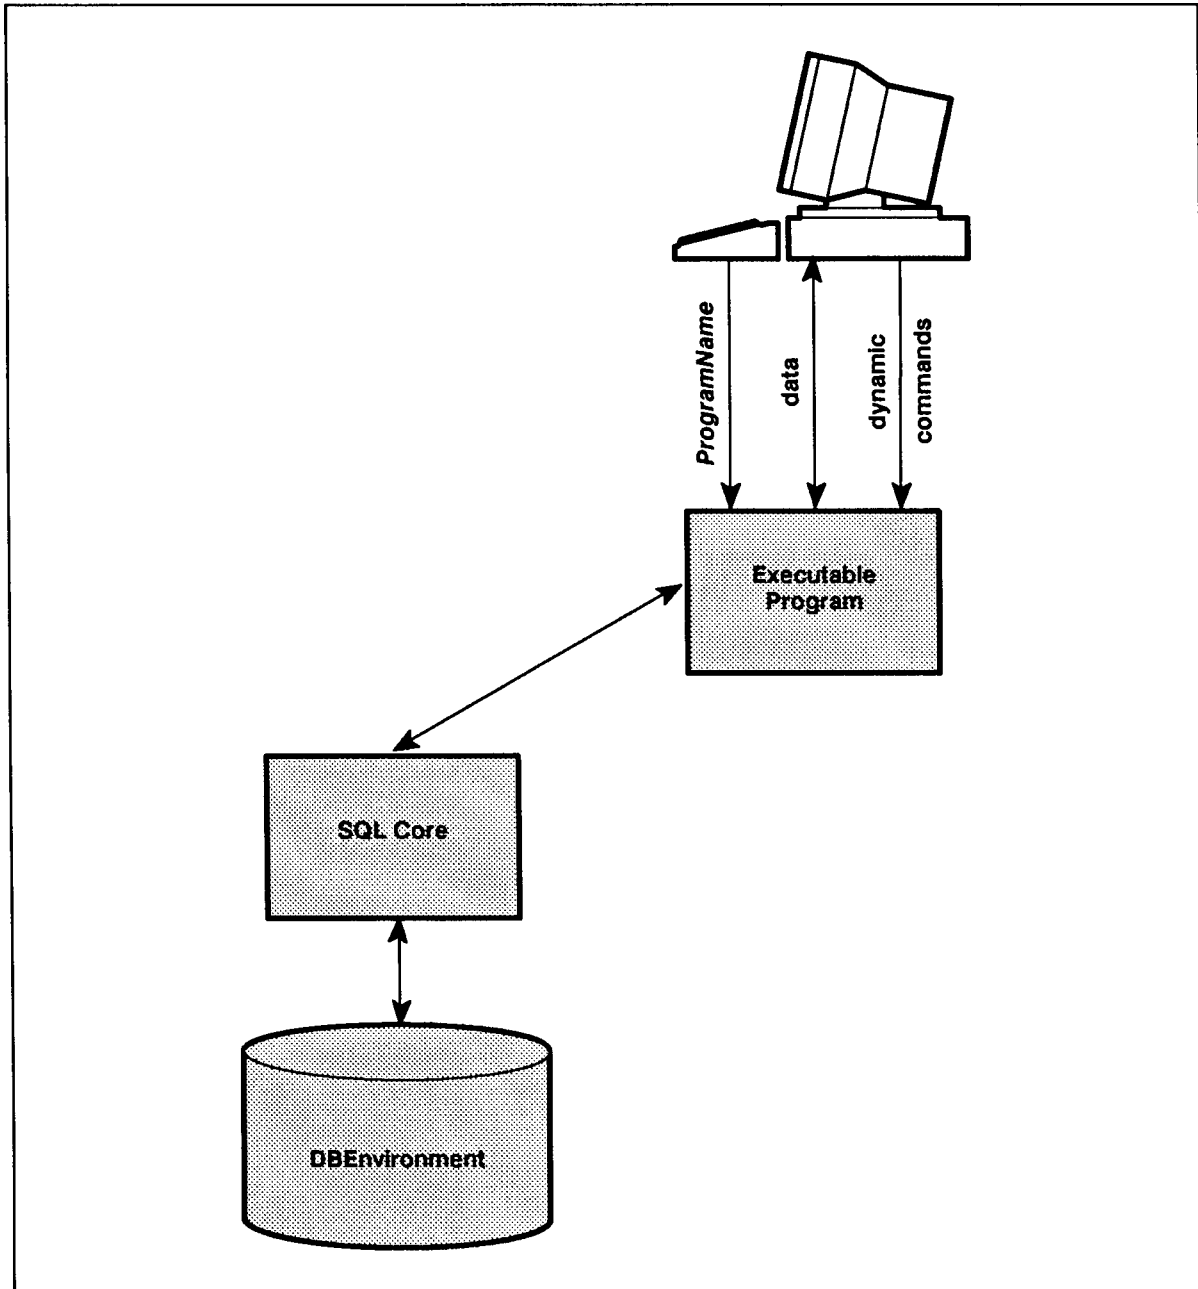 ProgramName
data
dynamic
commands
Executable
Program
SQL Core
DBEnvironment